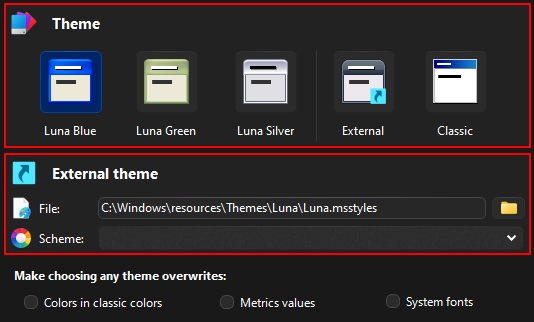 Theme
Luna Blue Luna Green Luna Silver External Classic
External theme
File: C:\Windows\resources\Themes\Luna\Luna.msstyles
Scheme:
Make choosing any theme overwrites:
Colors in classic colors Metrics values System fonts